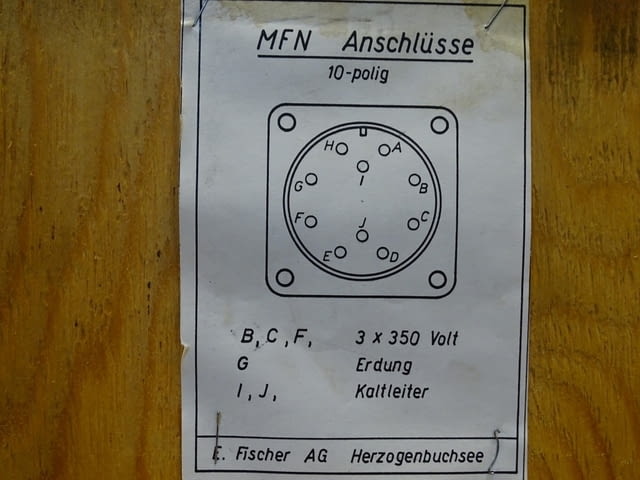 MFN Anschlüsse
10-polig
H A
I
G B
F C
J
E D
B, C, F, 3 x 350 Volt
G Erdung
I, J, Kaltleiter
E. Fischer AG Herzogenbuchsee